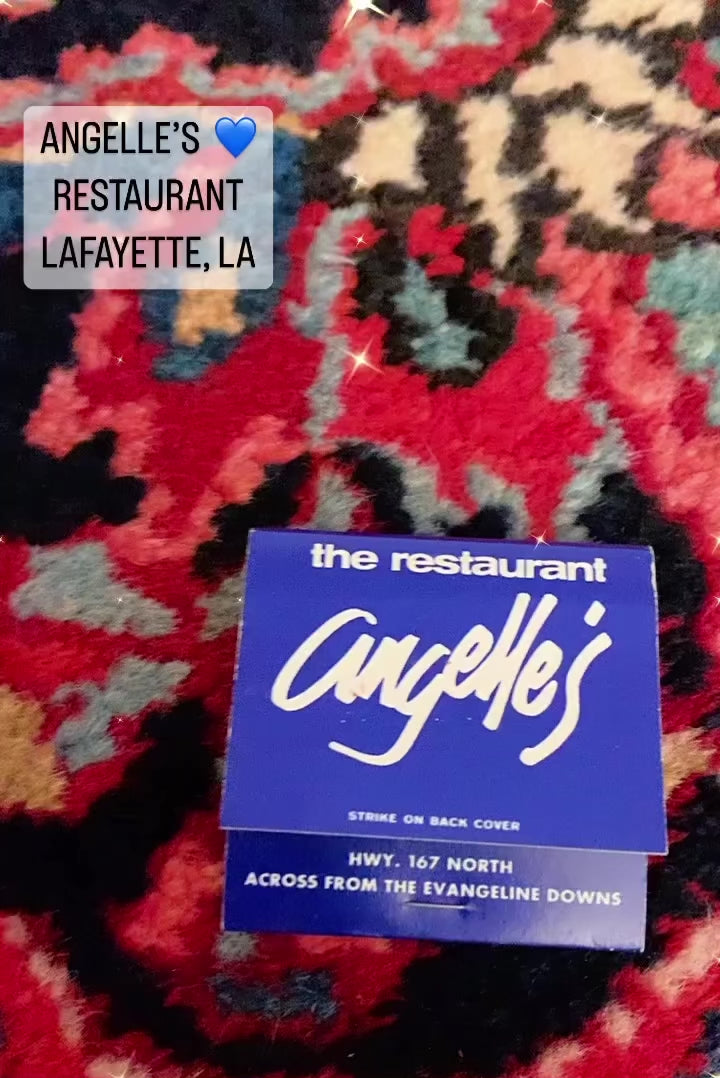 ANGELLE’S 💙
RESTAURANT
LAFAYETTE, LA
the restaurant
angelle's
STRIKE ON BACK COVER
HWY. 167 NORTH
ACROSS FROM THE EVANGELINE DOWNS